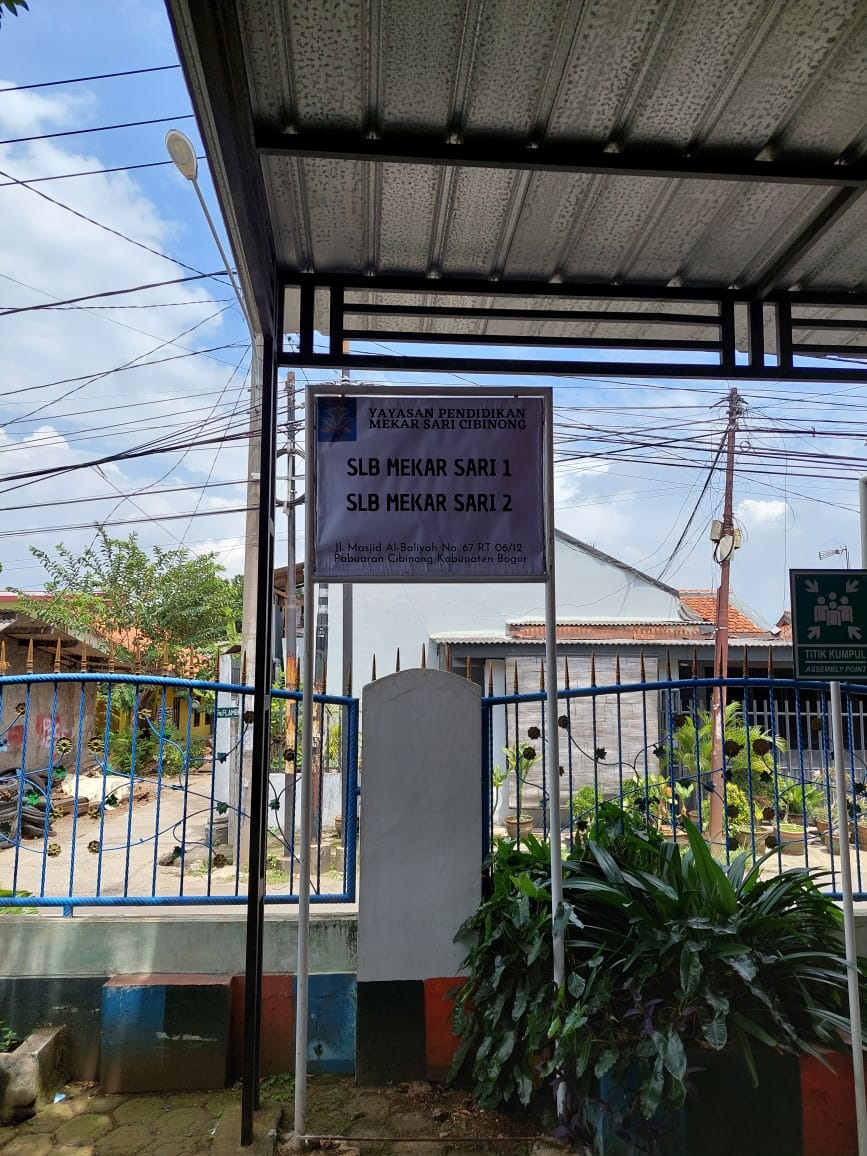 YAYASAN PENDIDIKAN
MEKAR SARI CIBINONG
SLB MEKAR SARI 1
SLB MEKAR SARI 2
Jl. Masjid Al-Baliyah No. 67 RT 06/12
Pabuaran Cibinong Kabupaten Bogor
TITIK KUMPUL
ASSEMBLY POINT